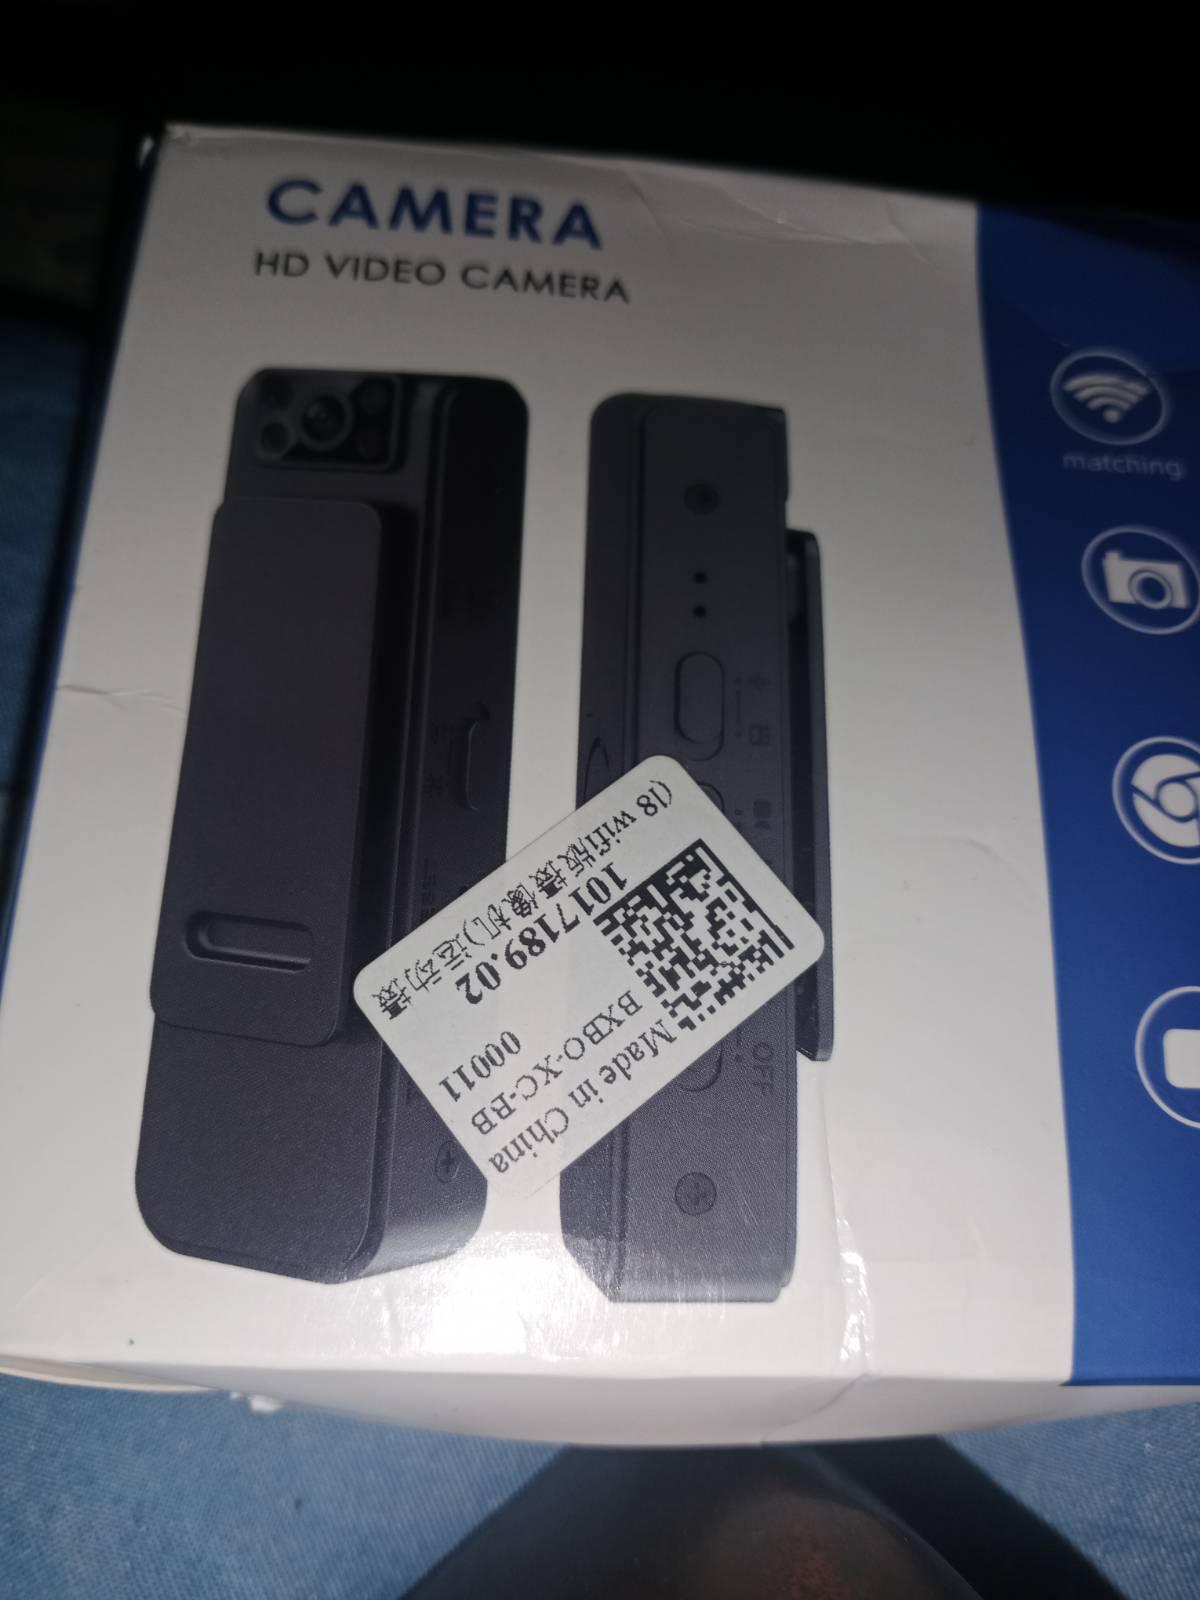 CAMERA
HD VIDEO CAMERA
matching
(I8 wifi版摄像机)运动摄
1017189.02
00011
BXBO-XC-BB
Made in China
OFF